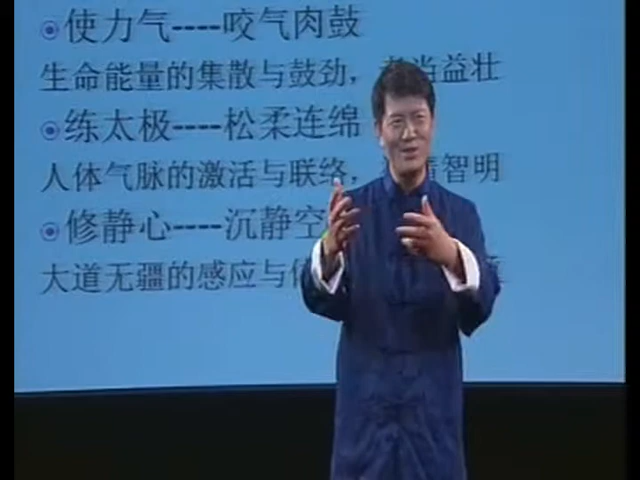 使力气----咬气肉鼓
生命能量的集散与鼓劲，当益壮
练太极----松柔连绵
人体气脉的激活与联络，智明
修静心----沉静空
大道无疆的感应与